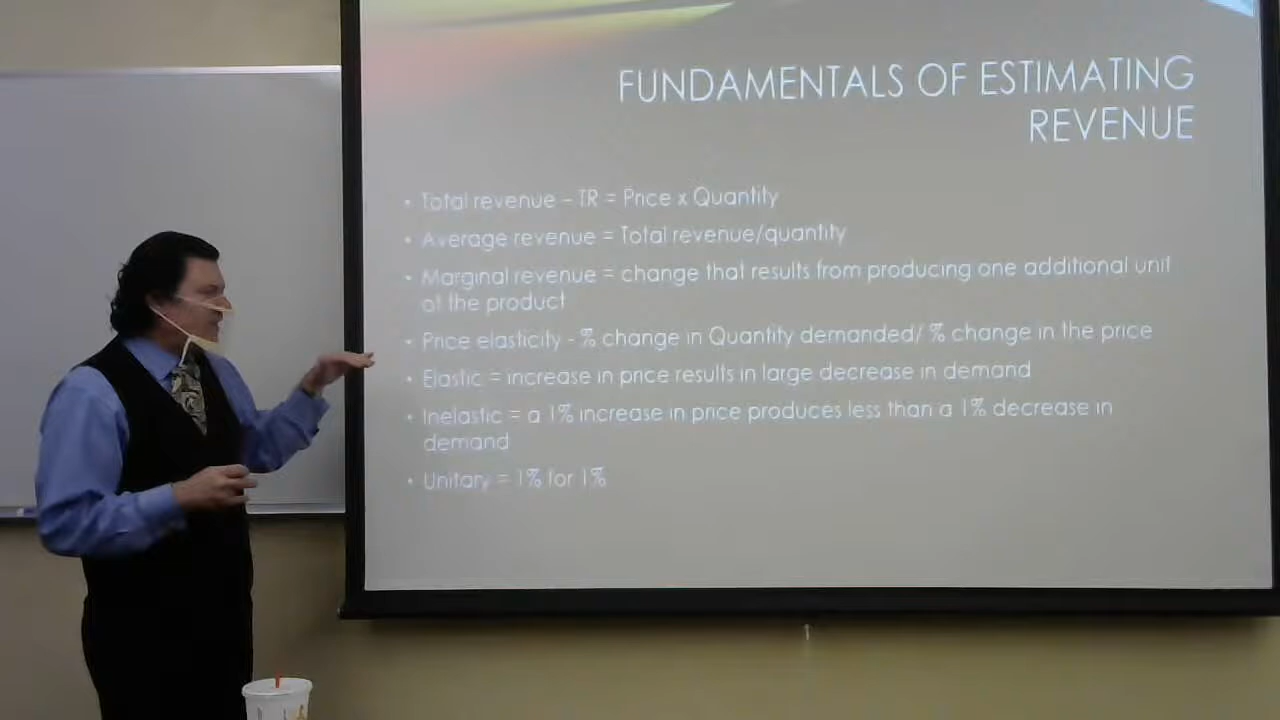 FUNDAMENTALS OF ESTIMATING
REVENUE
• Total revenue – TR = Price x Quantity
• Average revenue = Total revenue/quantity
• Marginal revenue = change that results from producing one additional unit
of the product
• Price elasticity - % change in Quantity demanded/ % change in the price
• Elastic = increase in price results in large decrease in demand
• Inelastic = a 1% increase in price produces less than a 1% decrease in
demand
• Unitary = 1% for 1%